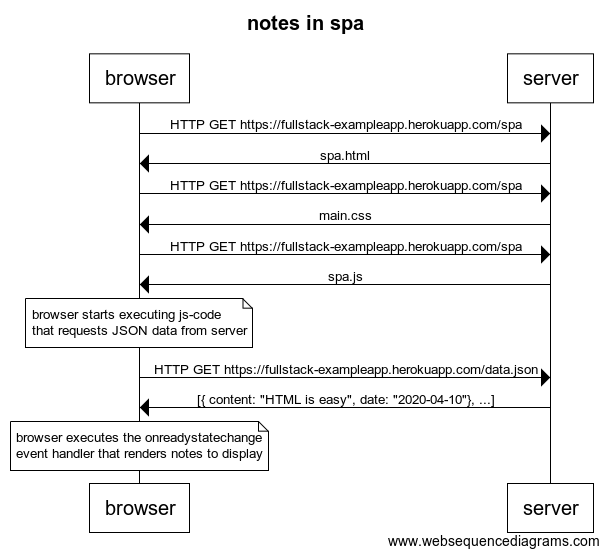 notes in spa
browser
server
HTTP GET https://fullstack-exampleapp.herokuapp.com/spa
spa.html
HTTP GET https://fullstack-exampleapp.herokuapp.com/spa
main.css
HTTP GET https://fullstack-exampleapp.herokuapp.com/spa
spa.js
browser starts executing js-code
that requests JSON data from server
HTTP GET https://fullstack-exampleapp.herokuapp.com/data.json
[{ content: "HTML is easy", date: "2020-04-10"}, ...]
browser executes the onreadystatechange
event handler that renders notes to display
browser
server
www.websequencediagrams.com